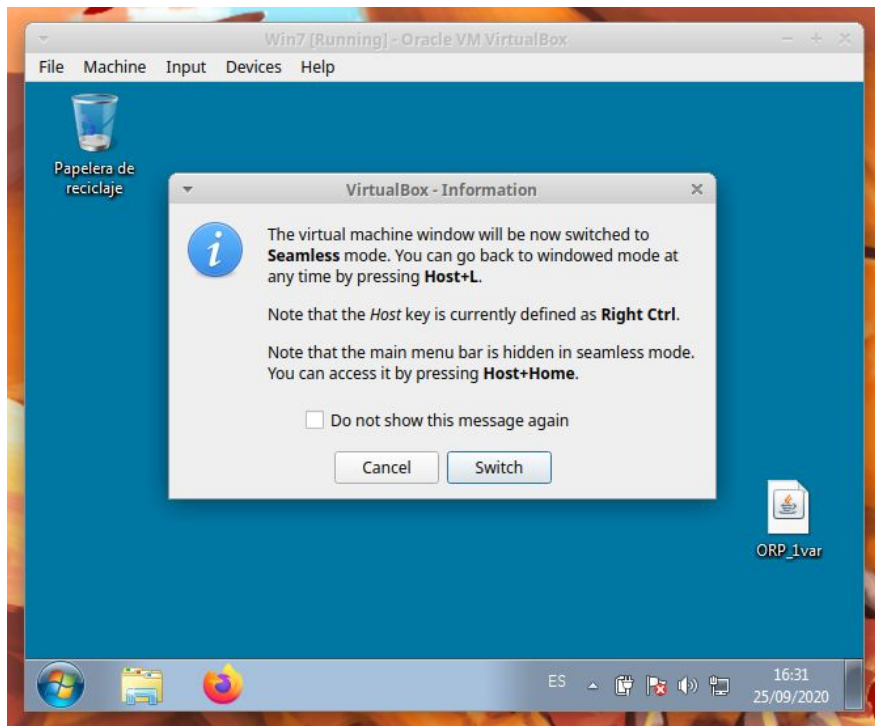 Win7 [Running] - Oracle VM VirtualBox
File Machine Input Devices Help
Papelera de
reciclaje
VirtualBox - Information
The virtual machine window will be now switched to
Seamless mode. You can go back to windowed mode at
any time by pressing Host+L.
Note that the Host key is currently defined as Right Ctrl.
Note that the main menu bar is hidden in seamless mode.
You can access it by pressing Host+Home.
Do not show this message again
Cancel Switch
ORP_1var
ES
16:31
25/09/2020